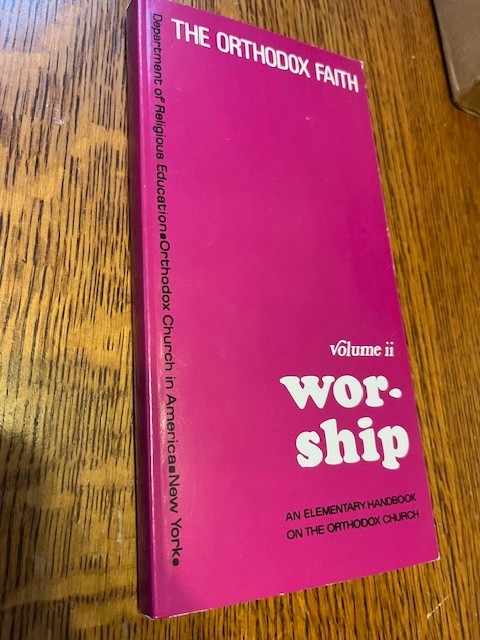 THE ORTHODOX FAITH
Department of Religious Education•Orthodox Church in America•New York•
volume ii
wor-
ship
AN ELEMENTARY HANDBOOK
ON THE ORTHODOX CHURCH